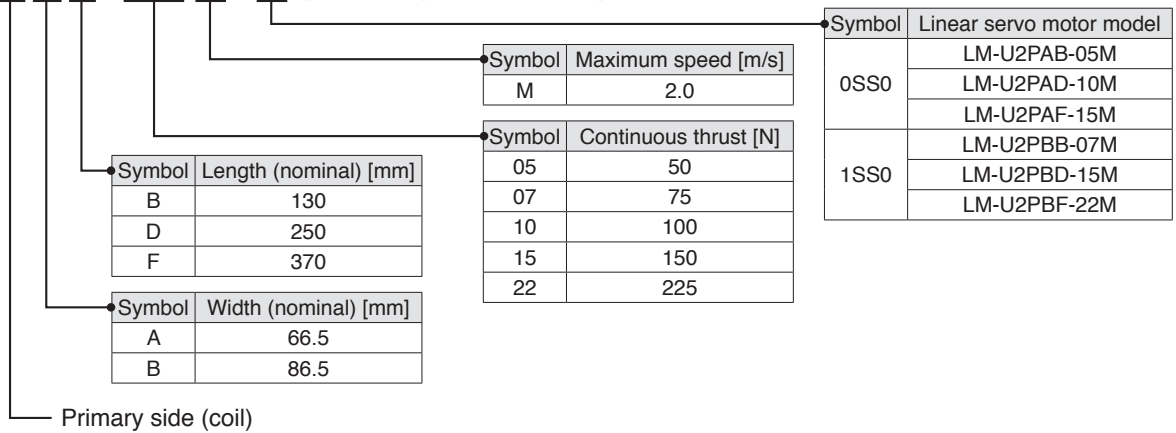 Symbol Linear servo motor model
0SS0 LM-U2PAB-05M
LM-U2PAD-10M
LM-U2PAF-15M
1SS0 LM-U2PBB-07M
LM-U2PBD-15M
LM-U2PBF-22M
Symbol Maximum speed [m/s]
M 2.0
Symbol Continuous thrust [N]
05 50
07 75
10 100
15 150
22 225
Symbol Length (nominal) [mm]
B 130
D 250
F 370
Symbol Width (nominal) [mm]
A 66.5
B 86.5
Primary side (coil)